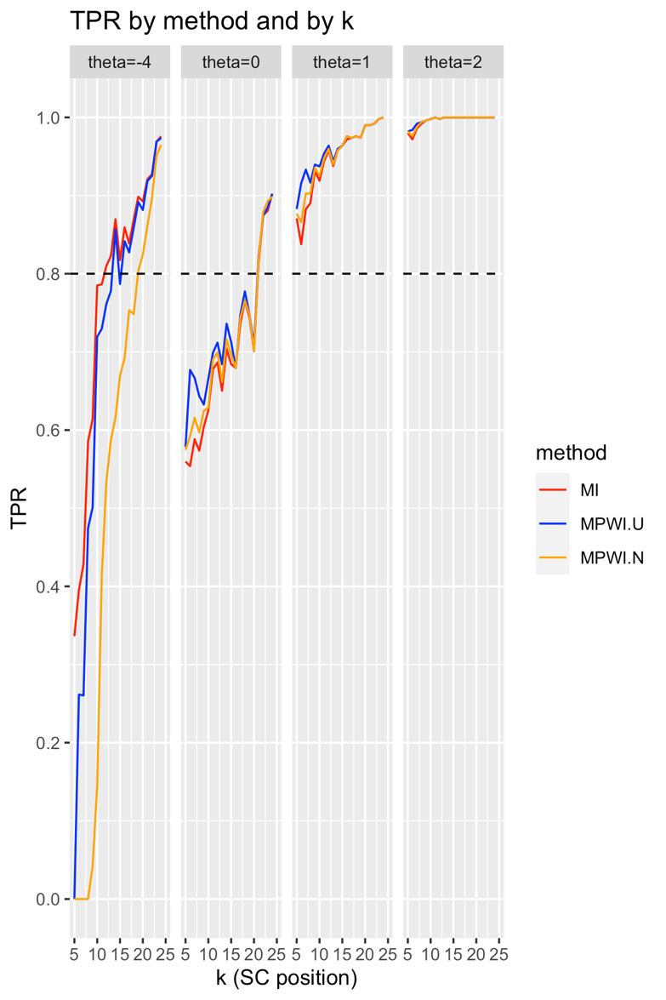 TPR by method and by k
theta=-4 theta=0 theta=1 theta=2
1.0
0.8
0.6
0.4
0.2
0.0
TPR
5 10 15 20 25 5 10 15 20 25 5 10 15 20 25 5 10 15 20 25
k (SC position)
method
MI
MPWI.U
MPWI.N